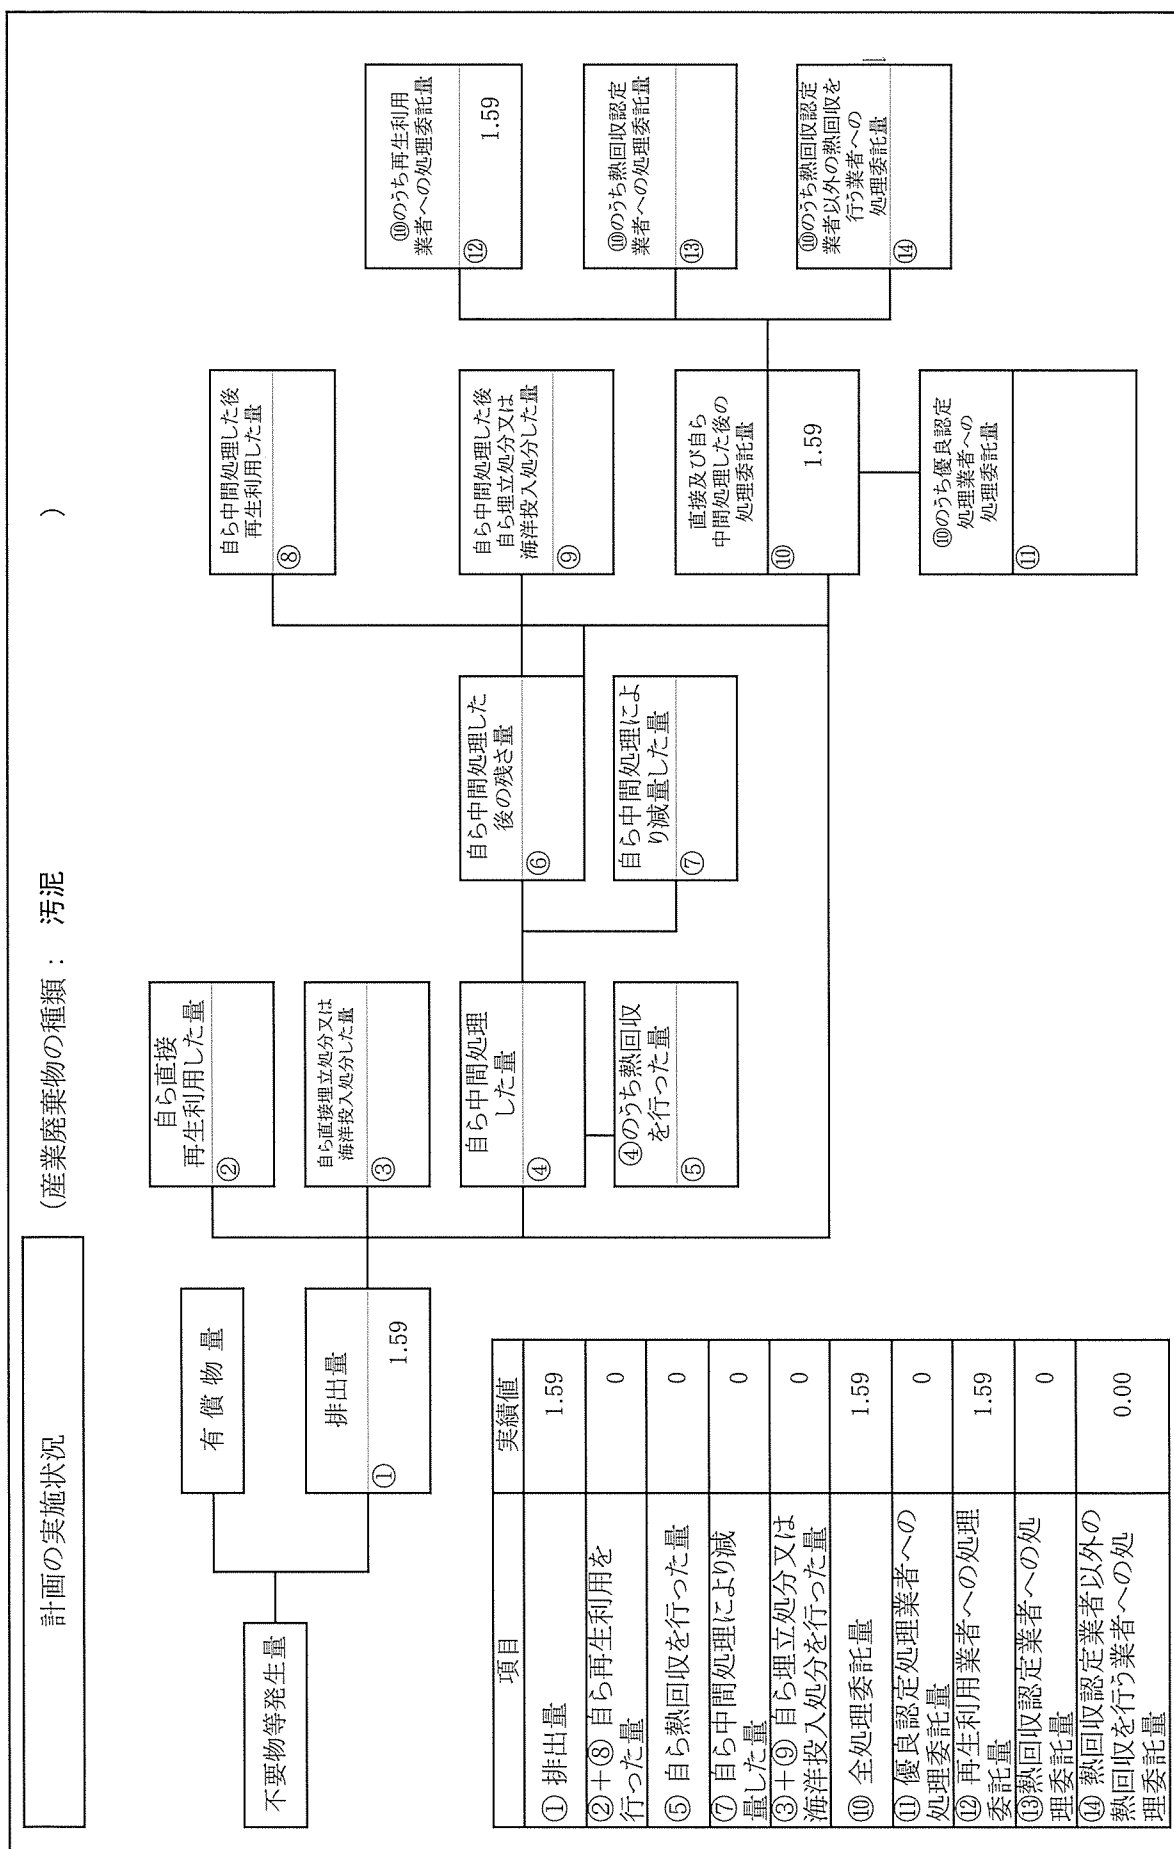 計画の実施状況
(産業廃棄物の種類： 汚泥 )
不要物等発生量
有 償 物 量
排出量
①
1.59
自ら直接
再生利用した量
②
自ら直接埋立処分又は
海洋投入処分した量
③
自ら中間処理
した量
④
④のうち熱回収
を行った量
⑤
自ら中間処理した
後の残さ量
⑥
自ら中間処理によ
り減量した量
⑦
自ら中間処理した後
再生利用した量
⑧
自ら中間処理した後
自ら埋立処分又は
海洋投入処分した量
⑨
直接及び自ら
中間処理した後の
処理委託量
⑩
1.59
⑩のうち優良認定
処理業者への
処理委託量
⑪
⑩のうち再生利用
業者への処理委託量
⑫
1.59
⑩のうち熱回収認定
業者への処理委託量
⑬
⑩のうち熱回収認定
業者以外の熱回収を
行う業者への
処理委託量
⑭
項目 実績値
① 排出量 1.59
②＋⑧ 自ら再生利用を
行った量 0
⑤ 自ら熱回収を行った量 0
⑦ 自ら中間処理により減
量した量 0
③＋⑨ 自ら埋立処分又は
海洋投入処分を行った量 0
⑩ 全処理委託量 1.59
⑪ 優良認定処理業者への
処理委託量 0
⑫ 再生利用業者への処理
委託量 1.59
⑬熱回収認定業者への処
理委託量 0
⑭ 熱回収認定業者以外の
熱回収を行う業者への処
理委託量 0.00